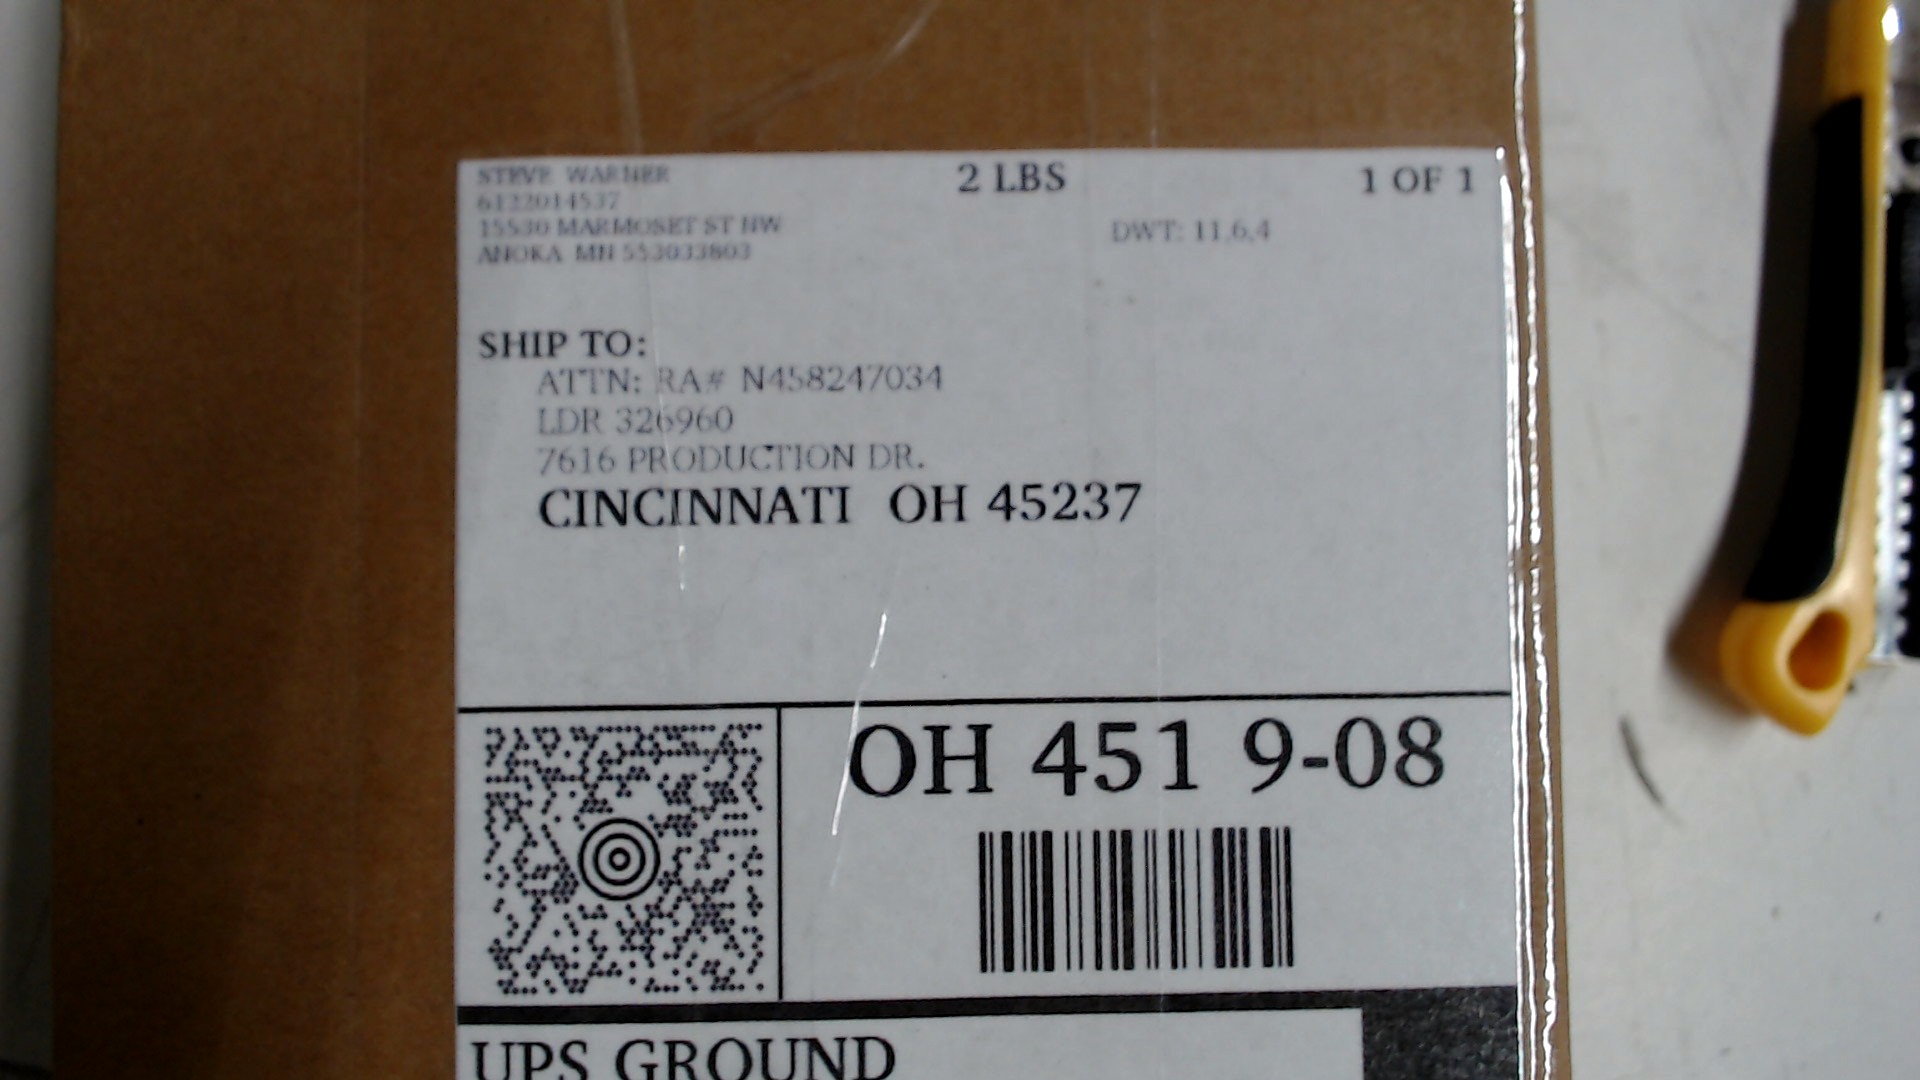 STEVE WARNER
6122014537
15530 MARMOSET ST NW
ANOKA MN 553033803
2 LBS
1 OF 1
DWT: 11,6,4
SHIP TO:
ATTN: RA# N458247034
LDR 326960
7616 PRODUCTION DR.
CINCINNATI OH 45237
OH 451 9-08
UPS GROUND